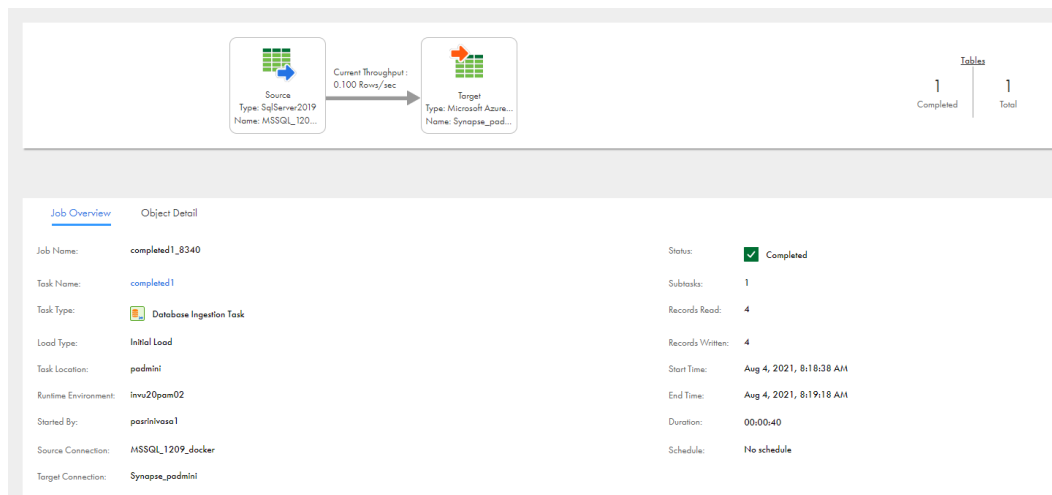 Source
Type: SqlServer2019
Name: MSSQL_120...
Current Throughput :
0.100 Rows/sec
Target
Type: Microsoft Azure...
Name: Synapse_pad...
Tables
1 1
Completed Total
Job Overview Object Detail
Job Name: completed1_8340
Status: Completed
Task Name: completed1
Subtasks: 1
Task Type: Database Ingestion Task
Records Read: 4
Load Type: Initial Load
Records Written: 4
Task Location: padmini
Start Time: Aug 4, 2021, 8:18:38 AM
Runtime Environment: invu20pam02
End Time: Aug 4, 2021, 8:19:18 AM
Started By: pasrinivasa1
Duration: 00:00:40
Source Connection: MSSQL_1209_docker
Schedule: No schedule
Target Connection: Synapse_padmini